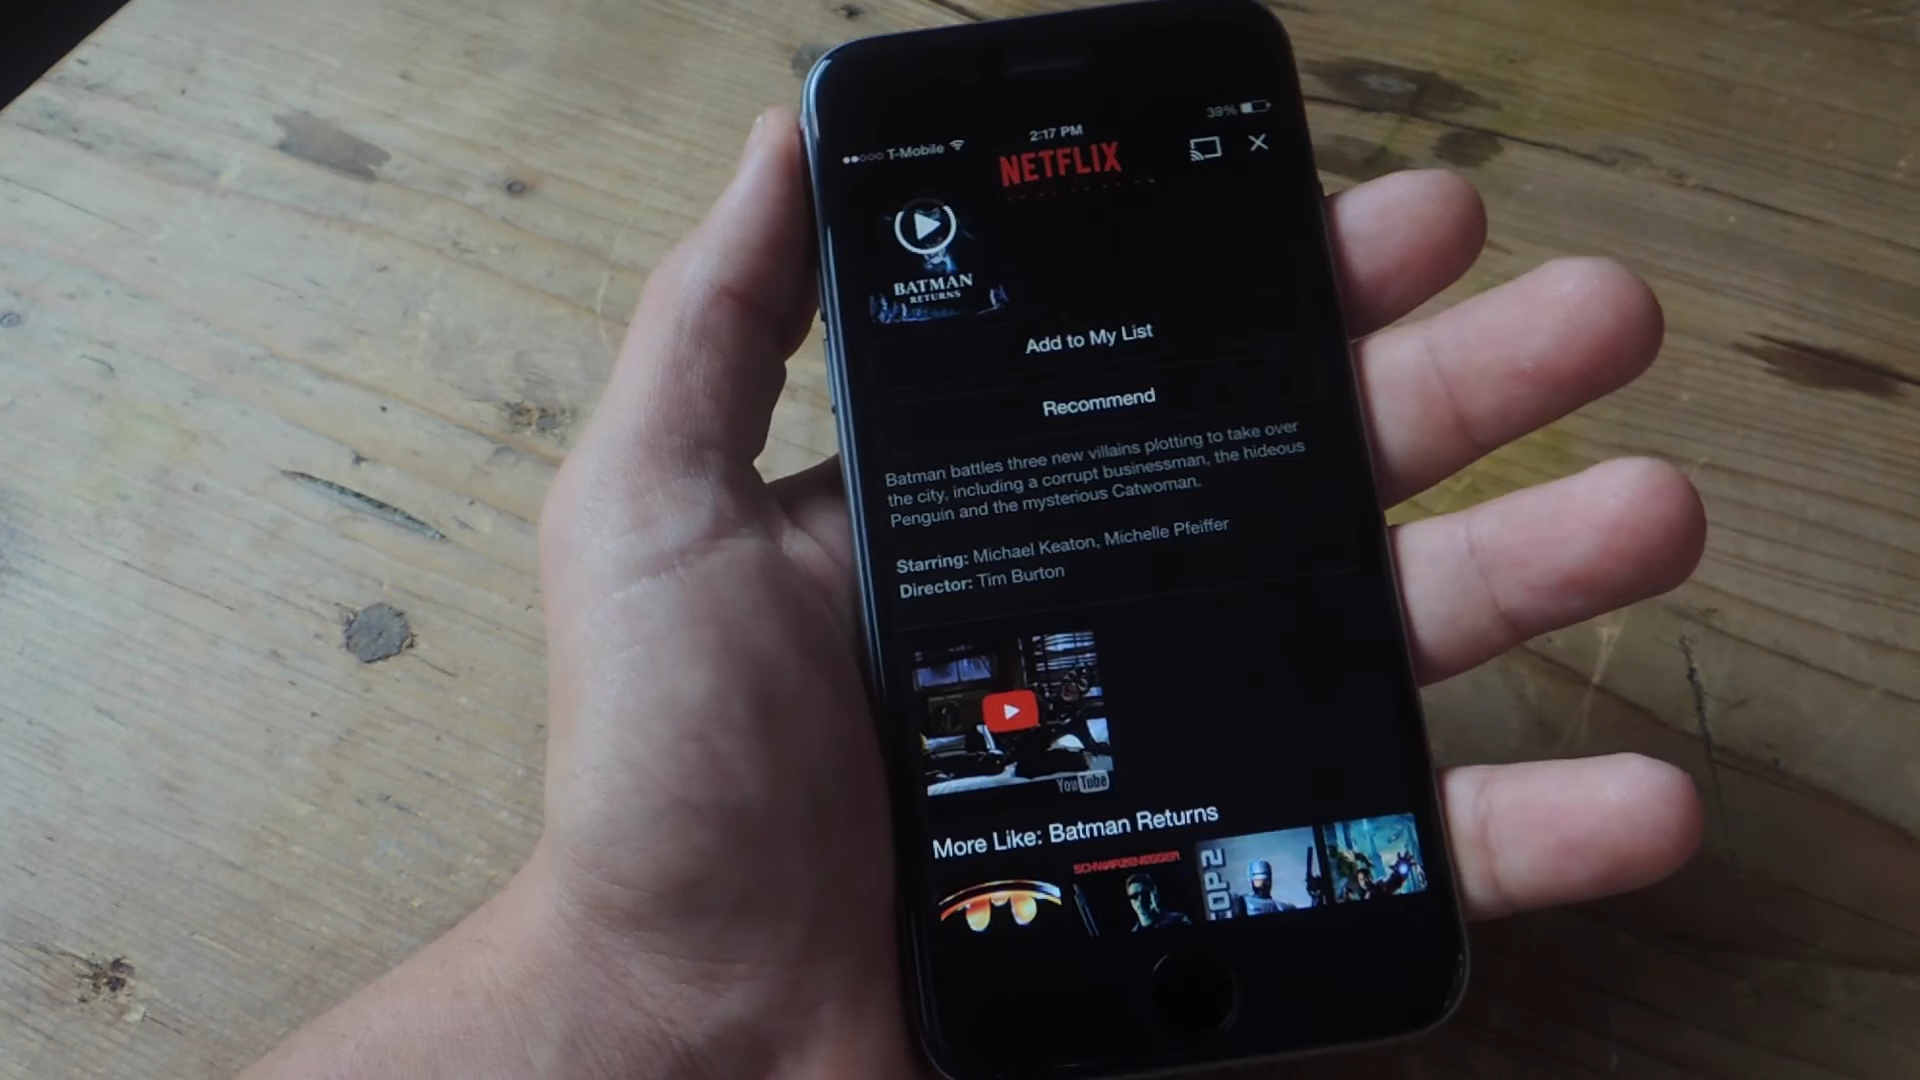 T-Mobile
2:17 PM
39%
NETFLIX
BATMAN
RETURNS
Add to My List
Recommend
Batman battles three new villains plotting to take over
the city, including a corrupt businessman, the hideous
Penguin and the mysterious Catwoman.
Starring: Michael Keaton, Michelle Pfeiffer
Director: Tim Burton
YouTube
More Like: Batman Returns
SCHWARZENEGGER
COP2